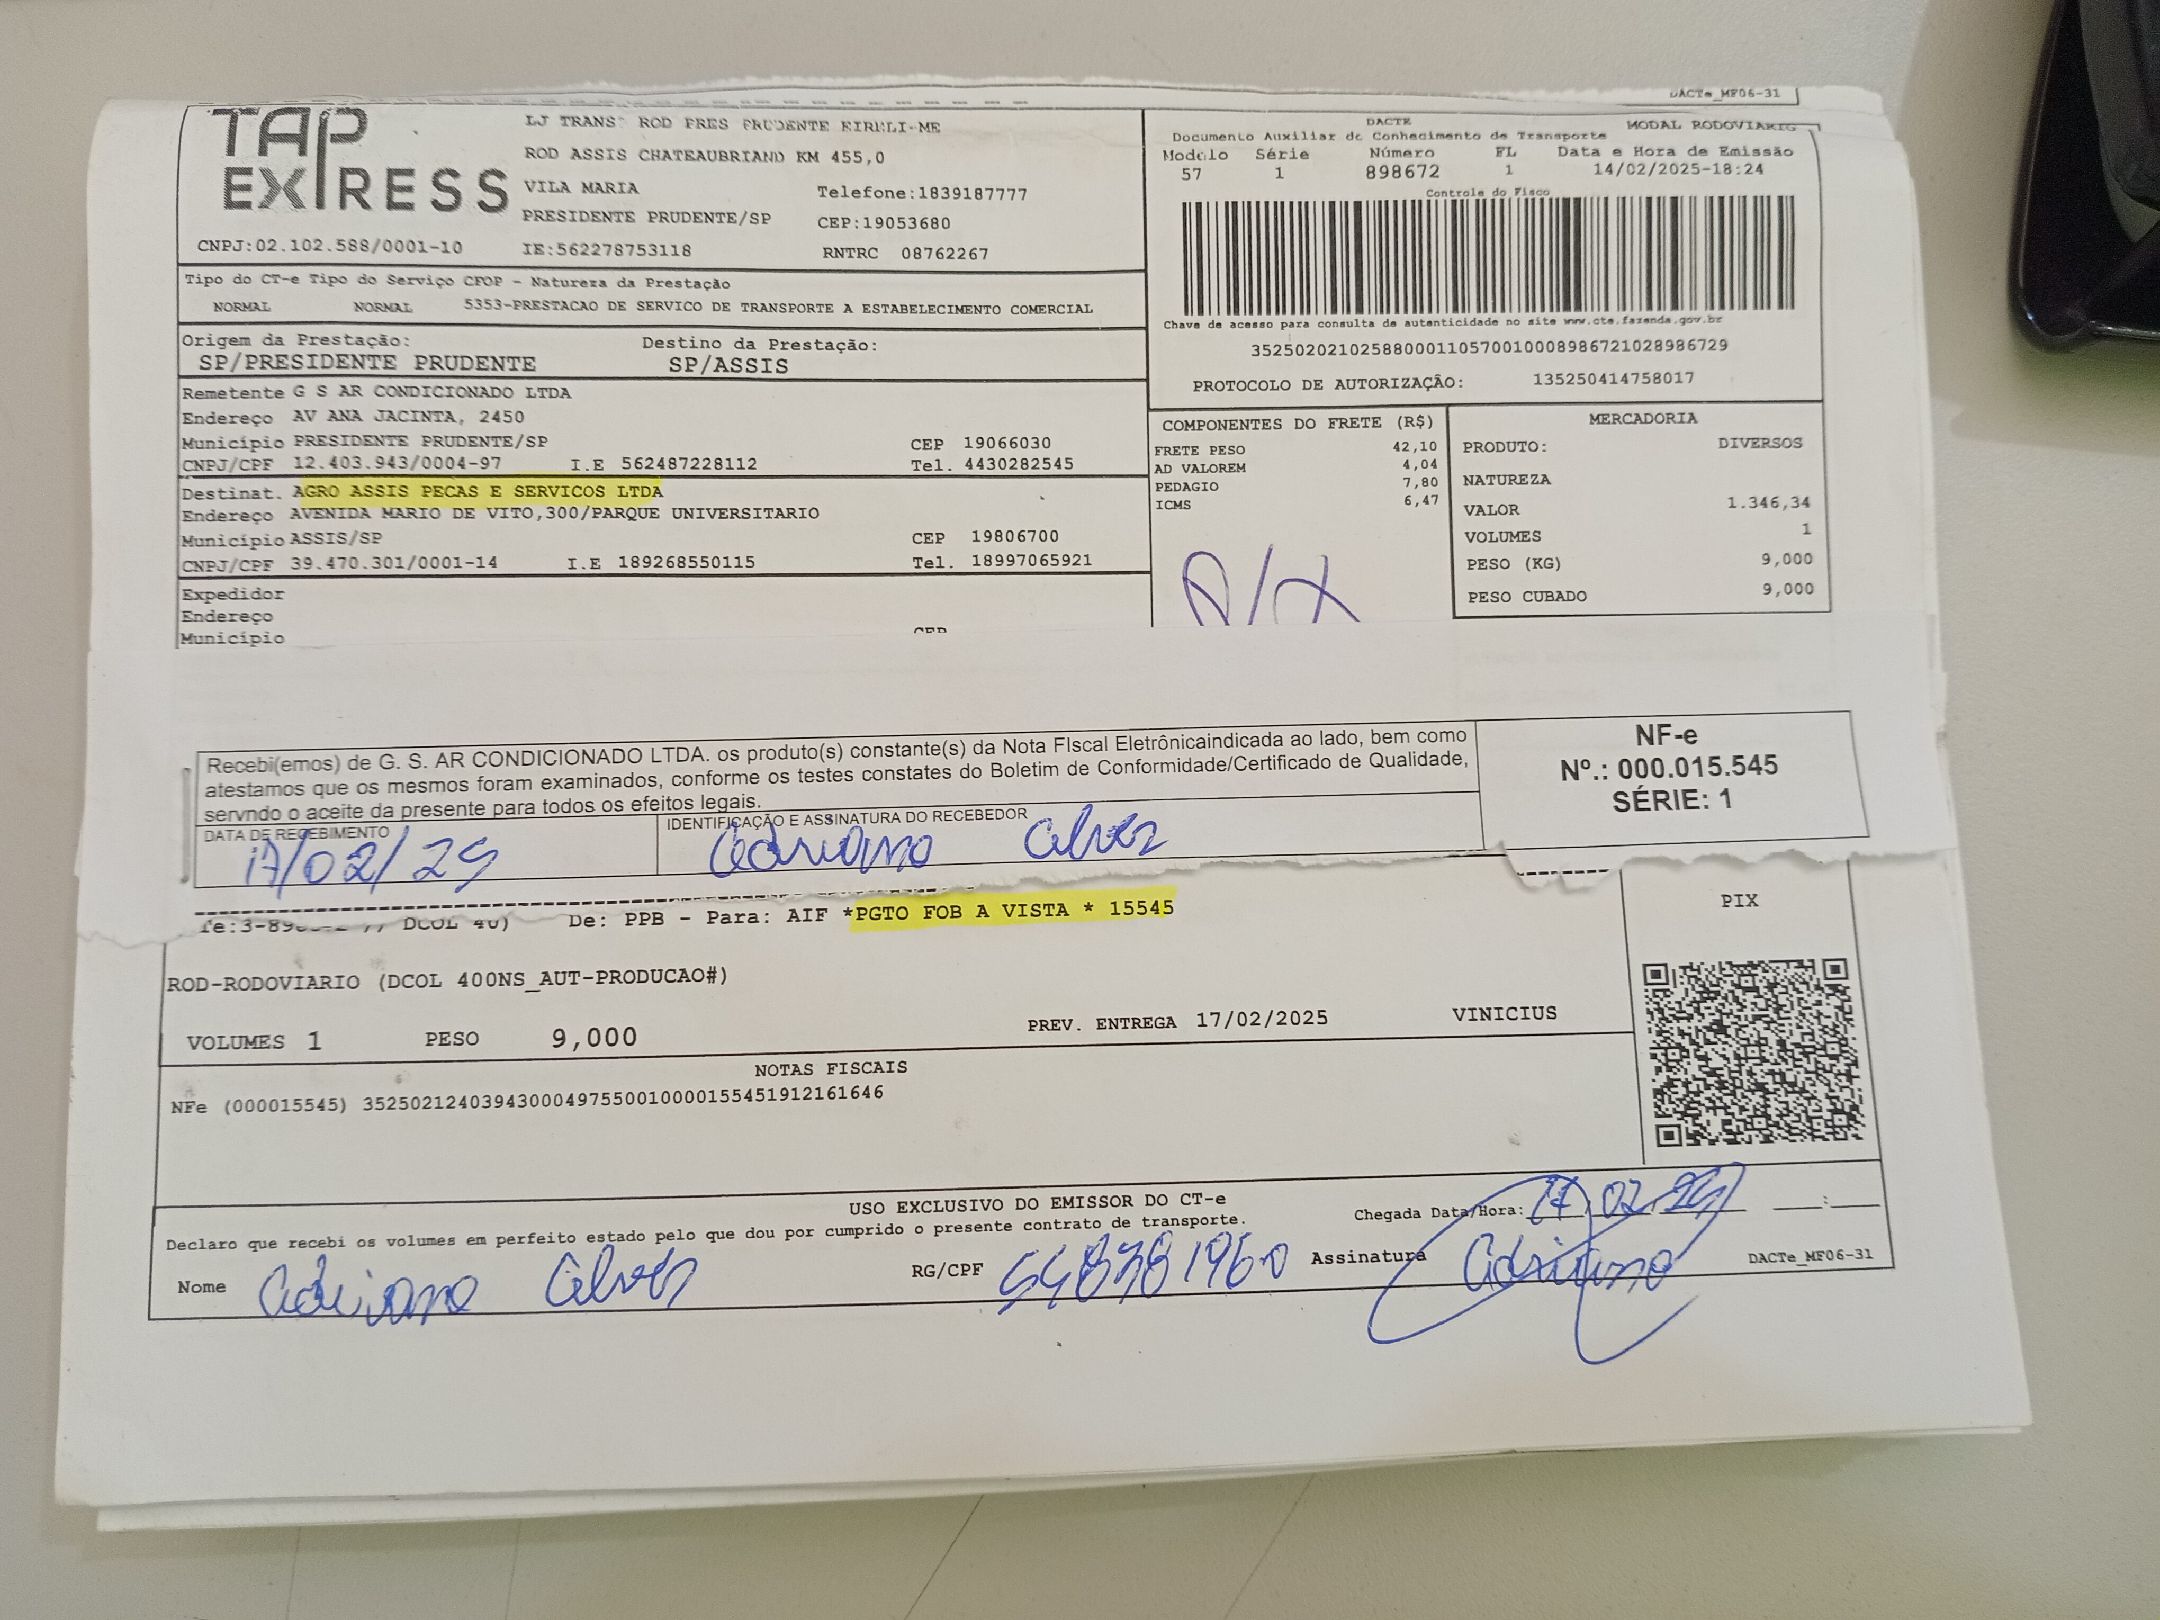 DACTe_MF06-31
TAP EXPRESS
LJ TRANS ROD PRES PRUDENTE EIRELI-ME
ROD ASSIS CHATEAUBRIAND KM 455,0
VILA MARIA Telefone:1839187777
PRESIDENTE PRUDENTE/SP CEP:19053680
CNPJ:02.102.588/0001-10 IE:562278753118 RNTRC 08762267
DACTE
Documento Auxiliar de Conhecimento de Transporte MODAL RODOVIARIO
Modelo Série Número FL Data e Hora de Emissão
57 1 898672 1 14/02/2025-18:24
Controle do Fisco
Chave de acesso para consulta de autenticidade no site www.cte.fazenda.gov.br
35250202102588000110570010008986721028986729
PROTOCOLO DE AUTORIZAÇÃO: 135250414758017
Tipo do CT-e Tipo do Serviço CFOP - Natureza da Prestação
NORMAL NORMAL 5353-PRESTACAO DE SERVICO DE TRANSPORTE A ESTABELECIMENTO COMERCIAL
Origem da Prestação: Destino da Prestação:
SP/PRESIDENTE PRUDENTE SP/ASSIS
Remetente G S AR CONDICIONADO LTDA
Endereço AV ANA JACINTA, 2450
Município PRESIDENTE PRUDENTE/SP CEP 19066030
CNPJ/CPF 12.403.943/0004-97 I.E 562487228112 Tel. 4430282545
Destinat. AGRO ASSIS PECAS E SERVICOS LTDA
Endereço AVENIDA MARIO DE VITO,300/PARQUE UNIVERSITARIO
Município ASSIS/SP CEP 19806700
CNPJ/CPF 39.470.301/0001-14 I.E 189268550115 Tel. 18997065921
Expedidor
Endereço
Município CEP
COMPONENTES DO FRETE (R$)
FRETE PESO 42,10
AD VALOREM 4,04
PEDAGIO 7,80
ICMS 6,47
MERCADORIA
PRODUTO: DIVERSOS
NATUREZA
VALOR 1.346,34
VOLUMES 1
PESO (KG) 9,000
PESO CUBADO 9,000
Recebi(emos) de G. S. AR CONDICIONADO LTDA. os produto(s) constante(s) da Nota FIscal Eletrônicaindicada ao lado, bem como
atestamos que os mesmos foram examinados, conforme os testes constates do Boletim de Conformidade/Certificado de Qualidade,
servndo o aceite da presente para todos os efeitos legais.
DATA DE RECEBIMENTO IDENTIFICAÇÃO E ASSINATURA DO RECEBEDOR
17/02/25 Adriano Alves
NF-e
Nº.: 000.015.545
SÉRIE: 1
De: PPB - Para: AIF *PGTO FOB A VISTA * 15545
PIX
ROD-RODOVIARIO (DCOL 400NS_AUT-PRODUCAO#)
VOLUMES 1 PESO 9,000 PREV. ENTREGA 17/02/2025 VINICIUS
NOTAS FISCAIS
NFe (000015545) 35250212403943000497550010000155451912161646
USO EXCLUSIVO DO EMISSOR DO CT-e
Declaro que recebi os volumes em perfeito estado pelo que dou por cumprido o presente contrato de transporte.
Chegada Data/Hora: 17 02 25
Nome Adriano Alves RG/CPF Assinatura Adriano
DACTe_MF06-31